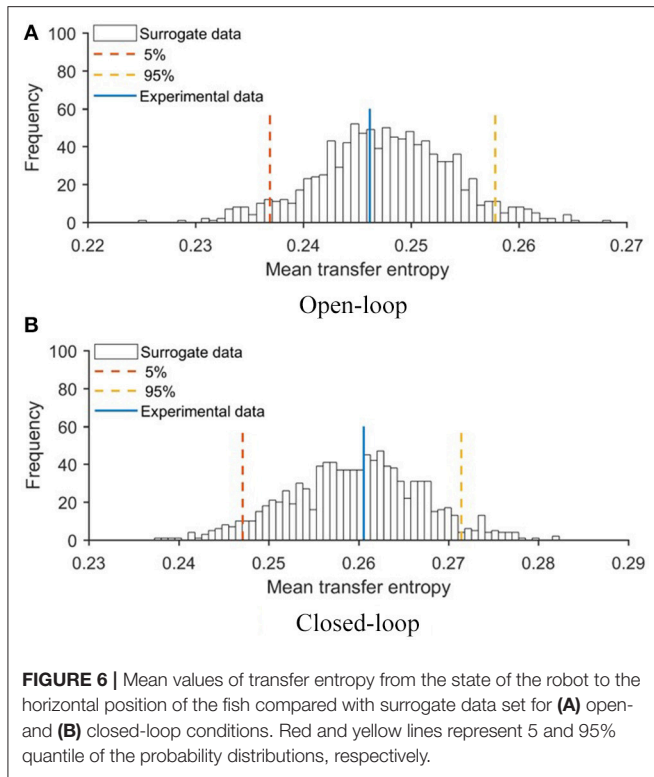 A
Surrogate data
5%
95%
Experimental data
100
80
60
40
20
0
Frequency
0.22 0.23 0.24 0.25 0.26 0.27
Mean transfer entropy
Open-loop
B
Surrogate data
5%
95%
Experimental data
100
80
60
40
20
0
Frequency
0.23 0.24 0.25 0.26 0.27 0.28 0.29
Mean transfer entropy
Closed-loop
FIGURE 6 | Mean values of transfer entropy from the state of the robot to the
horizontal position of the fish compared with surrogate data set for (A) open-
and (B) closed-loop conditions. Red and yellow lines represent 5 and 95%
quantile of the probability distributions, respectively.